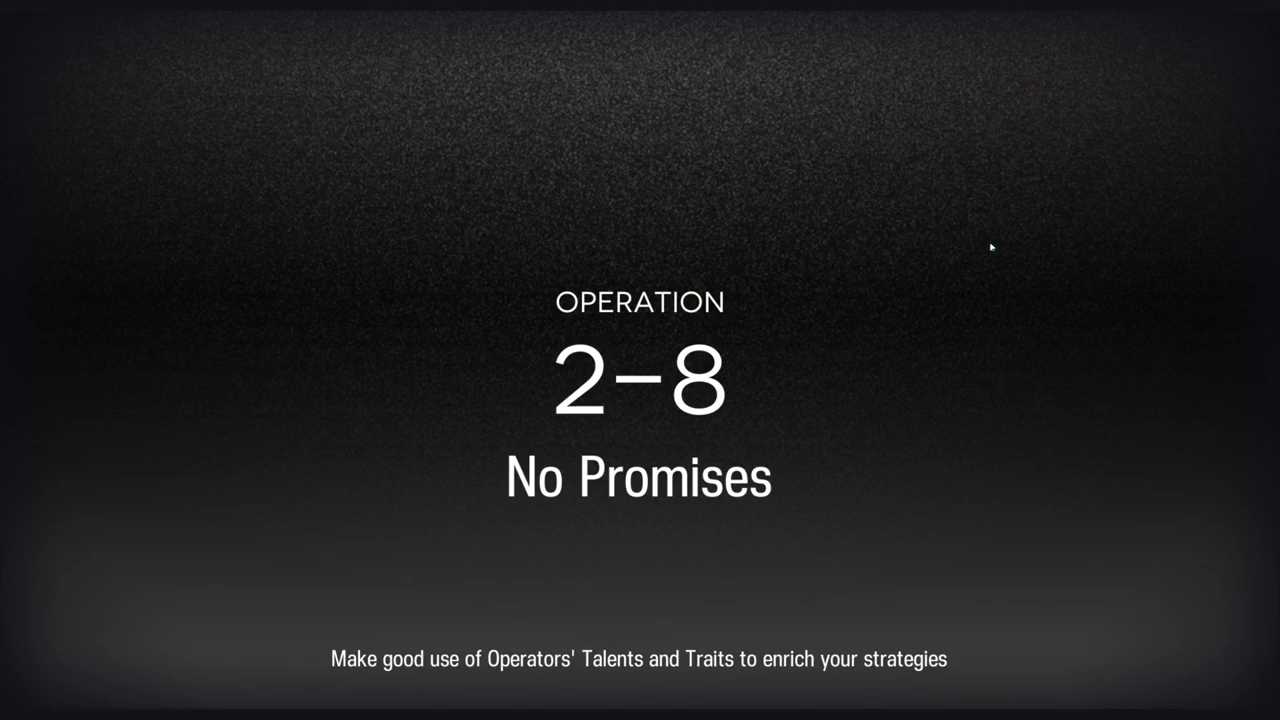 OPERATION
2-8
No Promises
Make good use of Operators' Talents and Traits to enrich your strategies